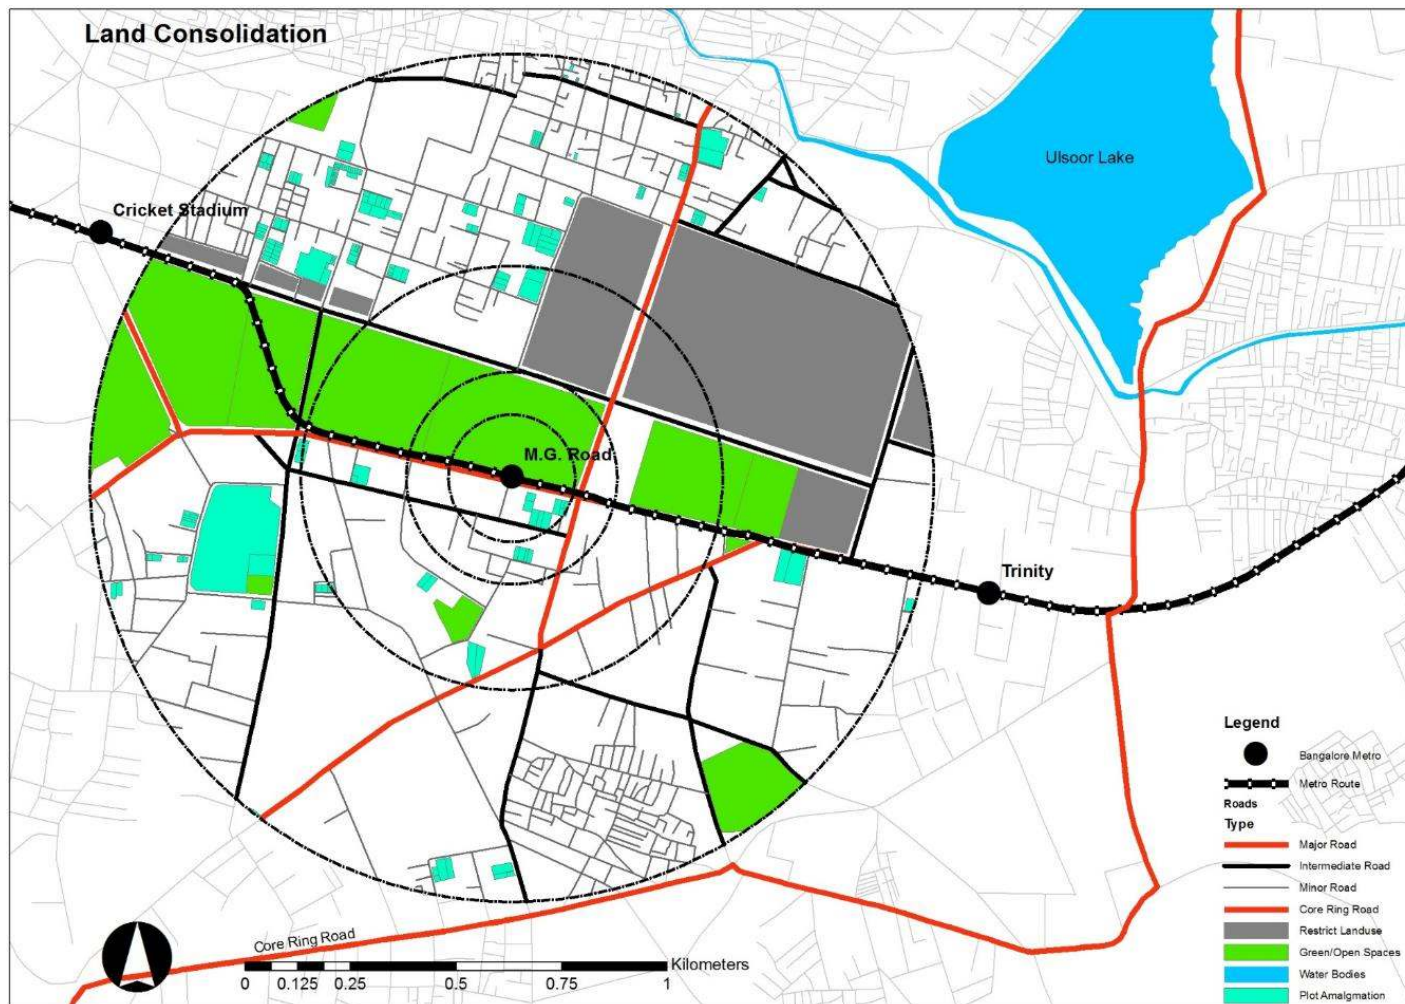 Land Consolidation
Ulsoor Lake
Cricket Stadium
M.G. Road
Trinity
Core Ring Road
0 0.125 0.25 0.5 0.75 1
Kilometers
Legend
Bangalore Metro
Metro Route
Roads
Type
Major Road
Intermediate Road
Minor Road
Core Ring Road
Restrict Landuse
Green/Open Spaces
Water Bodies
Plot Amalgmation